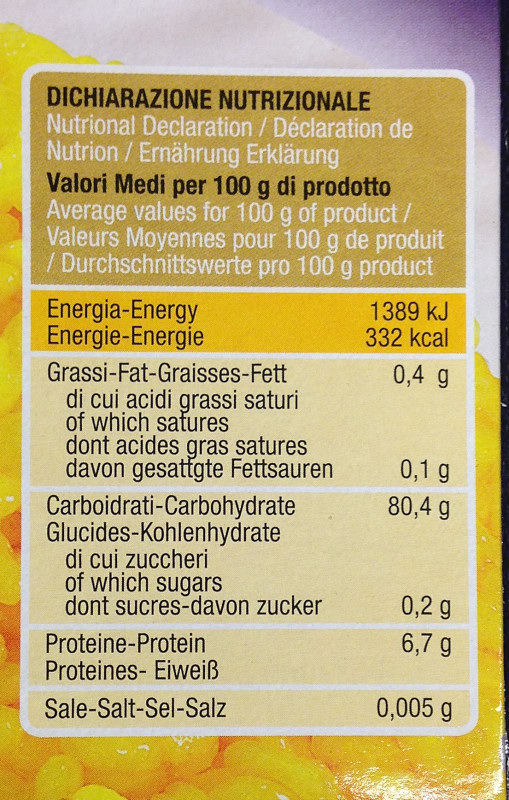 DICHIARAZIONE NUTRIZIONALE
Nutrional Declaration / Déclaration de
Nutrion / Ernährung Erklärung
Valori Medi per 100 g di prodotto
Average values for 100 g of product /
Valeurs Moyennes pour 100 g de produit
/ Durchschnittswerte pro 100 g product
Energia-Energy 1389 kJ
Energie-Energie 332 kcal
Grassi-Fat-Graisses-Fett 0,4 g
di cui acidi grassi saturi
of which satures
dont acides gras satures
davon gesattgte Fettsauren 0,1 g
Carboidrati-Carbohydrate 80,4 g
Glucides-Kohlenhydrate
di cui zuccheri
of which sugars
dont sucres-davon zucker 0,2 g
Proteine-Protein 6,7 g
Proteines- Eiweiß
Sale-Salt-Sel-Salz 0,005 g